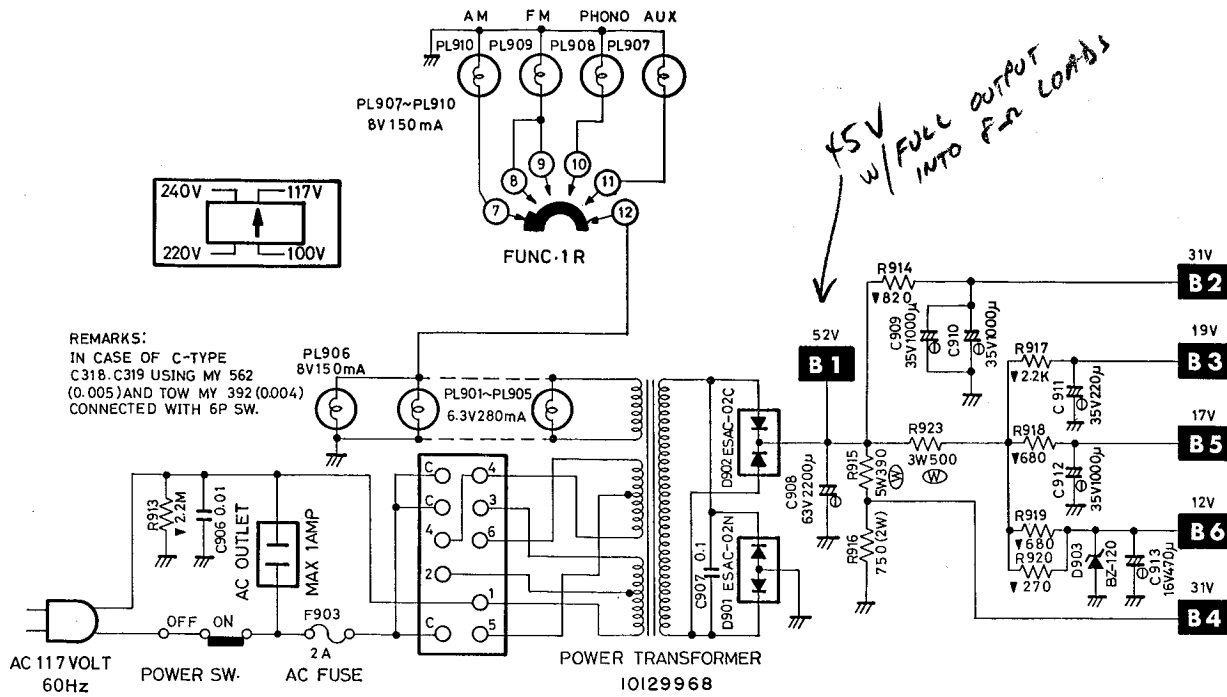 AM FM PHONO AUX
PL910 PL909 PL908 PL907
PL907~PL910
8V 150mA
7 8 9 10 11 12
FUNC·1R
45V
W/ FULL OUTPUT
INTO 8Ω LOADS
240V 117V
220V 100V
REMARKS:
IN CASE OF C-TYPE
C318.C319 USING MY 562
(0.005) AND TOW MY 392 (0.004)
CONNECTED WITH 6P SW.
PL906
8V150mA
PL901~PL905
6.3V280mA
52V
B1
R914
▼820
C909
35V1000μ
C910
35V1000μ
31V
B2
R917
▼2.2K
C911
35V220μ
19V
B3
R918
▼680
C912
35V1000μ
17V
B5
R923
3W500
W
R915
5W390
W
R916
750(2W)
R919
▼680
R920
▼270
D903
BZ-120
C913
16V470μ
12V
B6
31V
B4
C908
63V2200μ
D902 ESAC-02C
D901 ESAC-02N
C907 0.1
C 4
C 3
4 6
2
1
C 5
R913
▼2.2M
C906 0.01
AC OUTLET
MAX 1AMP
OFF ON
F903
2A
AC 117 VOLT
60Hz
POWER SW.
AC FUSE
POWER TRANSFORMER
10129968